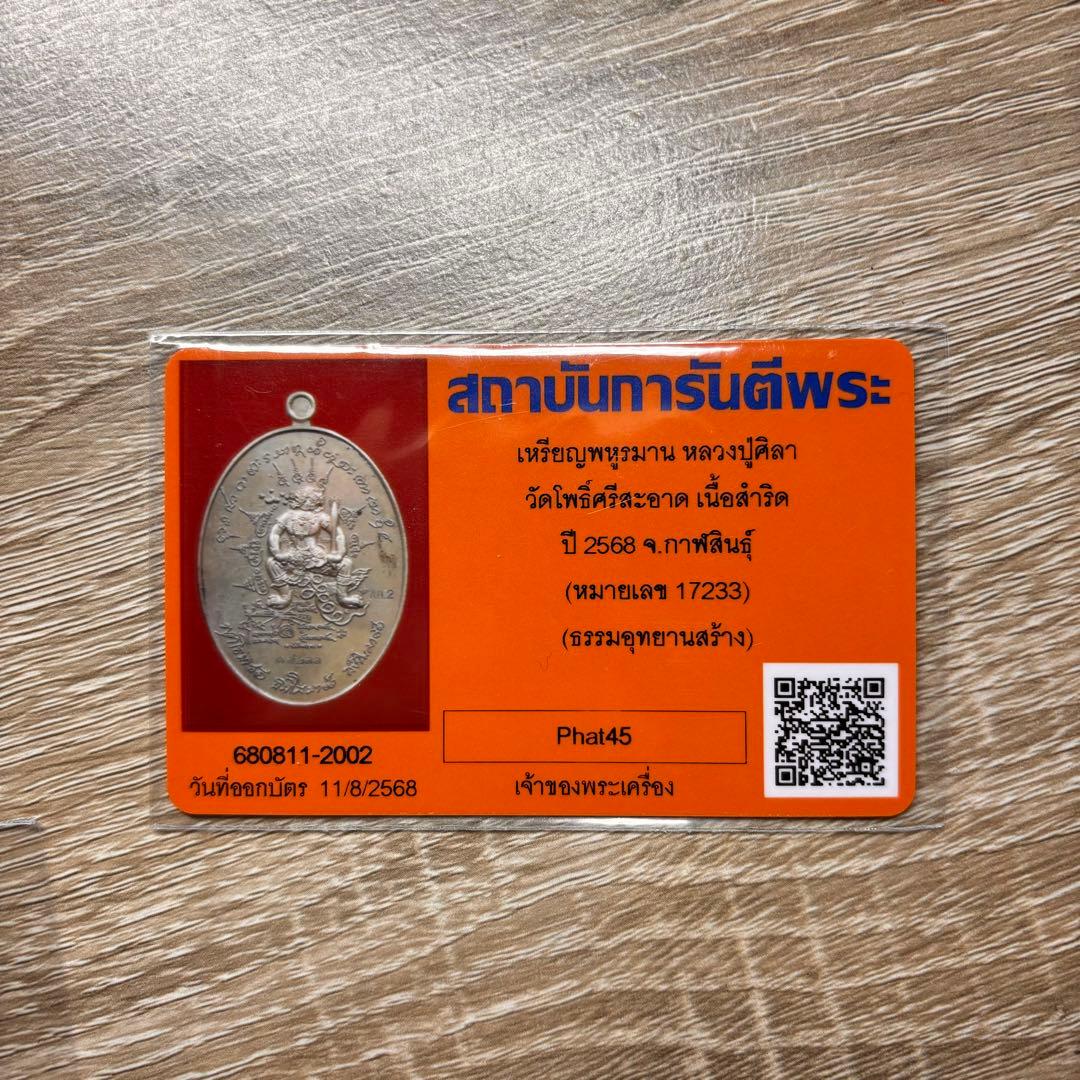 สถาบันการันตีพระ
เหรียญพหูรมาน หลวงปู่ศิลา
วัดโพธิ์ศรีสะอาด เนื้อสำริด
ปี 2568 จ.กาฬสินธุ์
(หมายเลข 17233)
(ธรรมอุทยานสร้าง)
Phat45
เจ้าของพระเครื่อง
680811-2002
วันที่ออกบัตร 11/8/2568